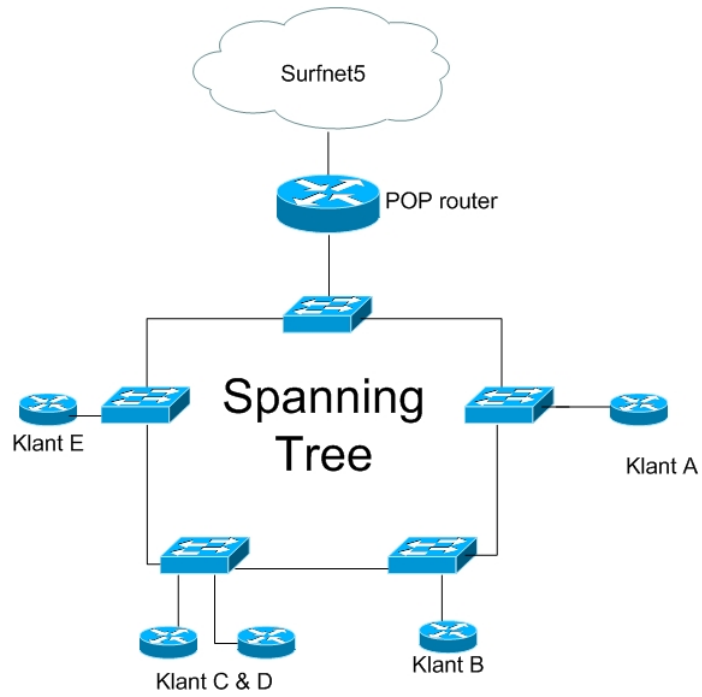 Surfnet5
POP router
Spanning
Tree
Klant E
Klant A
Klant C & D
Klant B